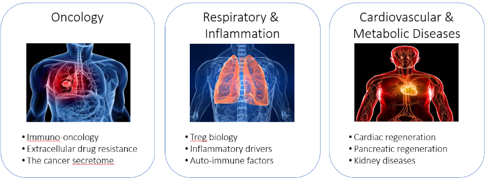 Oncology
• Immuno-oncology
• Extracellular drug resistance
• The cancer secretome
Respiratory &
Inflammation
• Treg biology
• Inflammatory drivers
• Auto-immune factors
Cardiovascular &
Metabolic Diseases
• Cardiac regeneration
• Pancreatic regeneration
• Kidney diseases